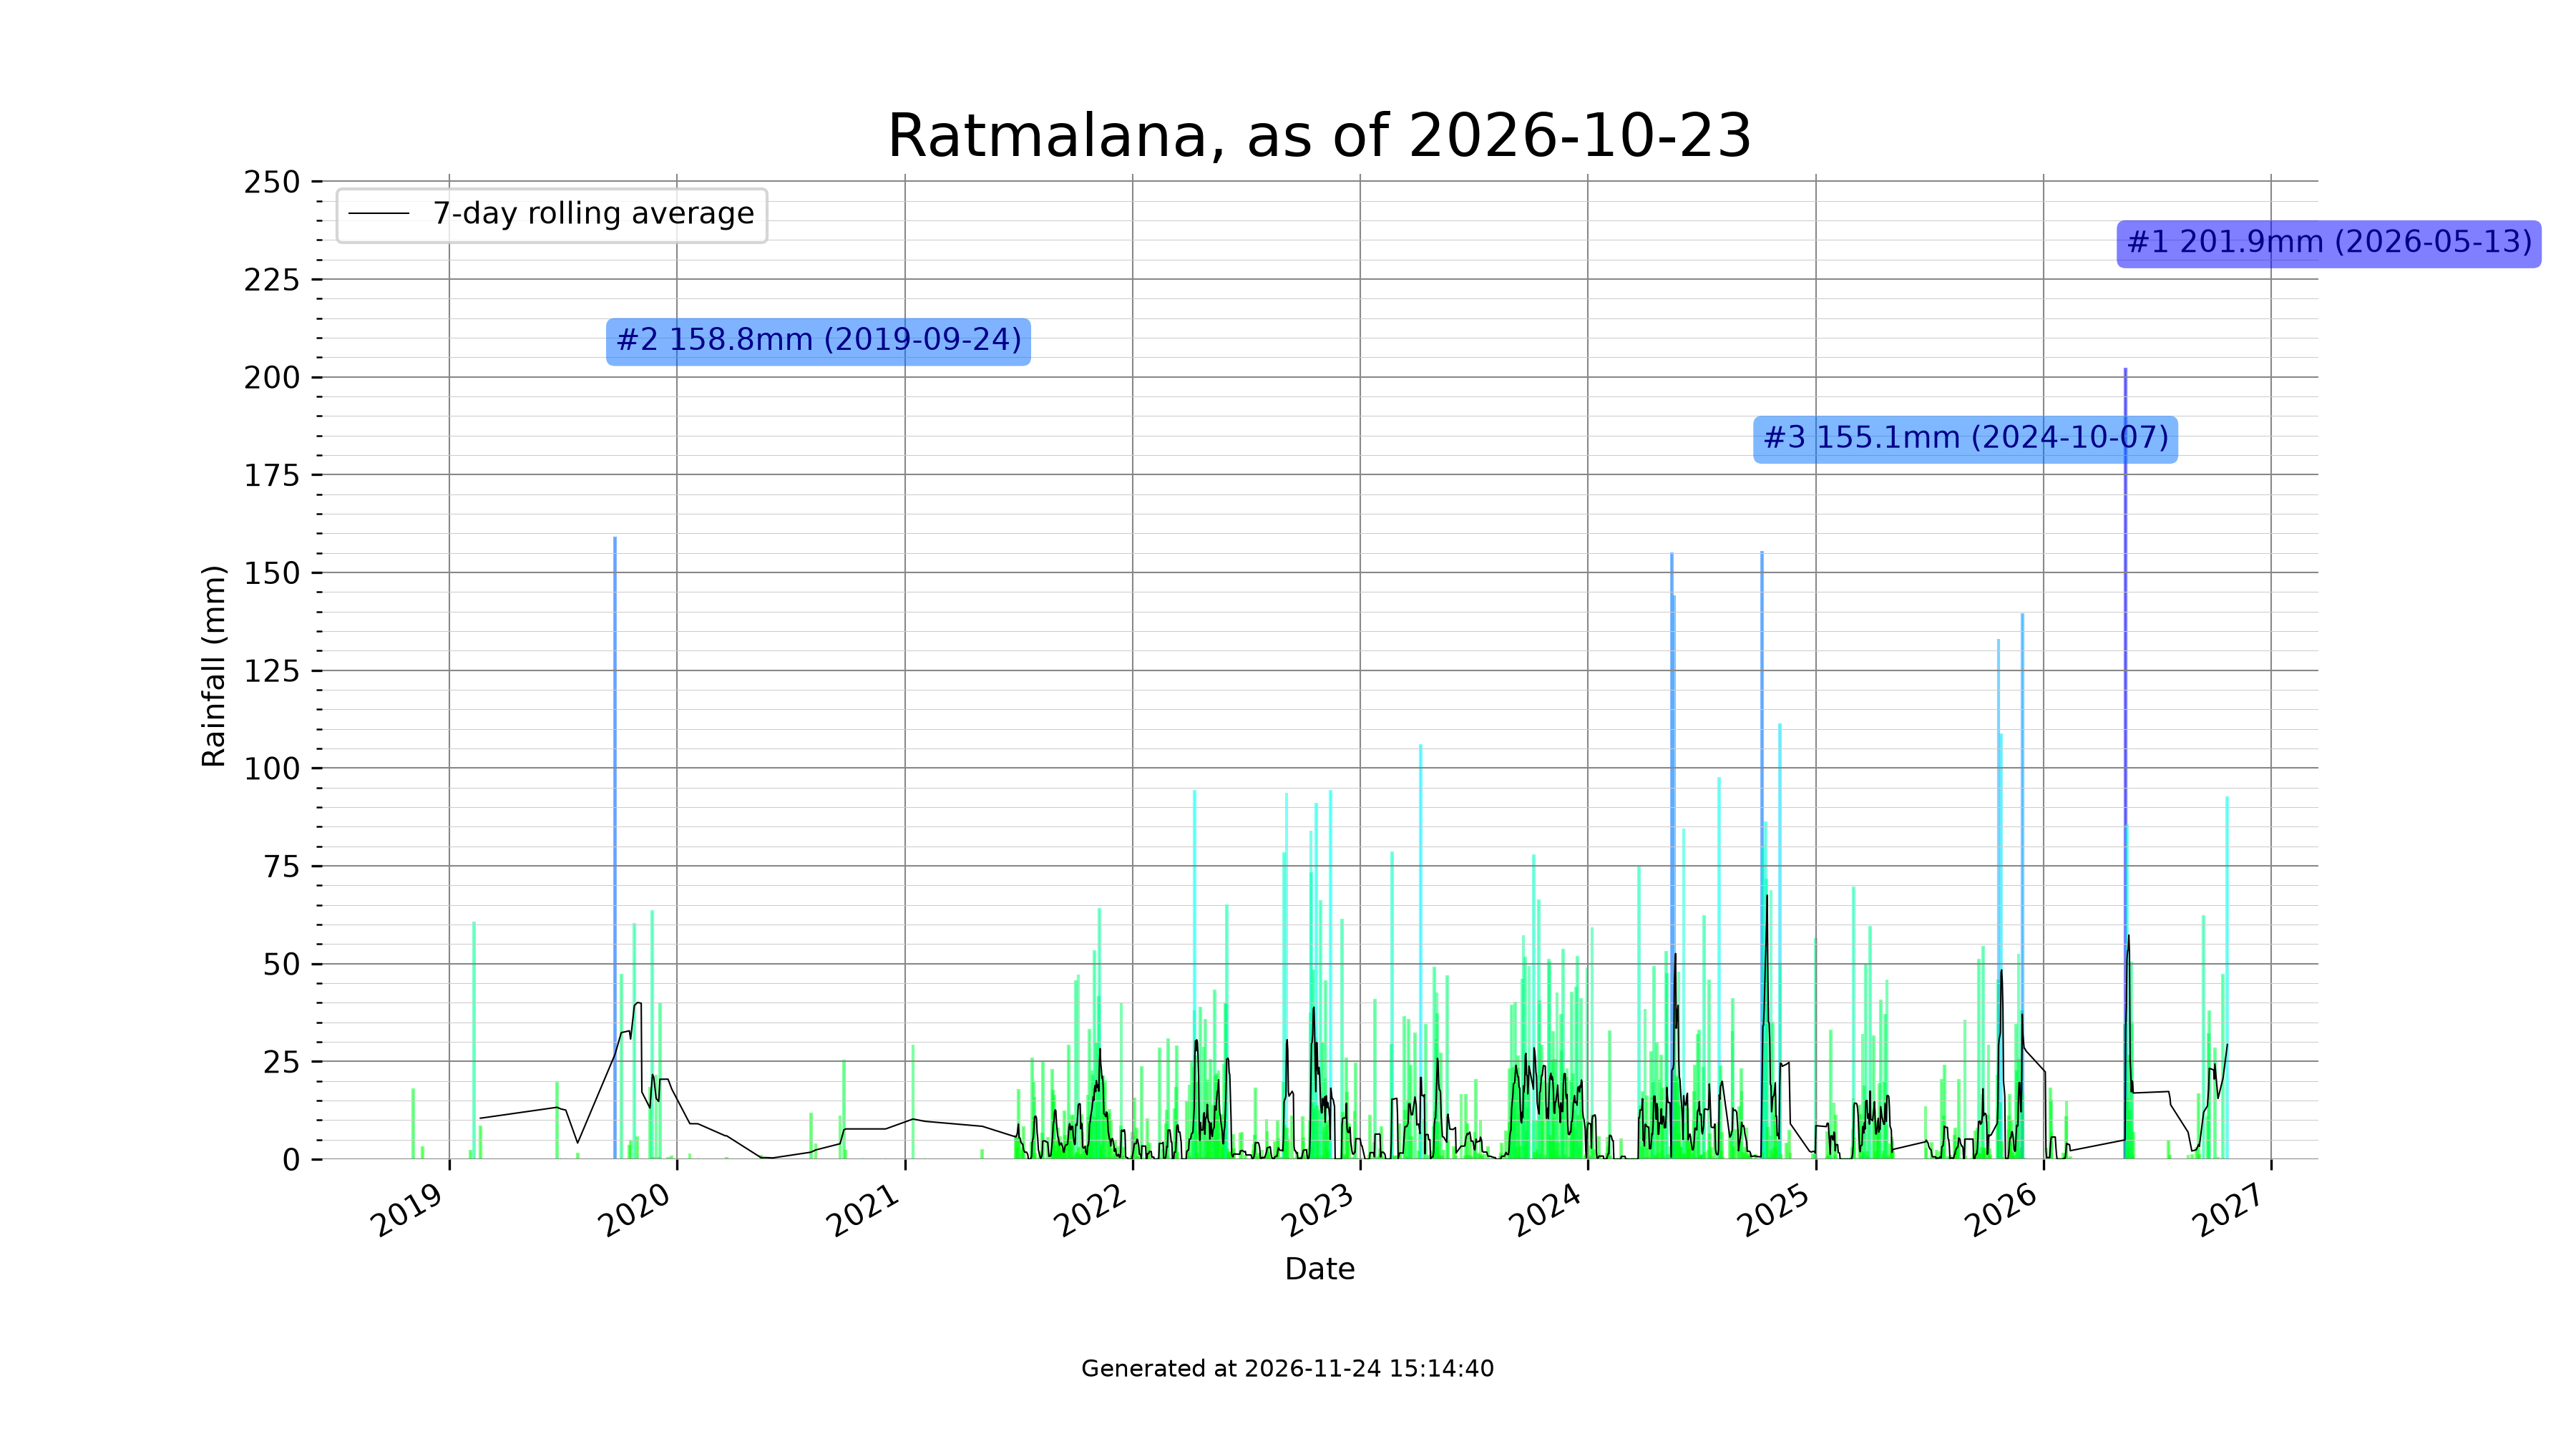 Ratmalana, as of 2026-10-23
7-day rolling average
#1 201.9mm (2026-05-13)
#2 158.8mm (2019-09-24)
#3 155.1mm (2024-10-07)
250
225
200
175
150
125
100
75
50
25
0
Rainfall (mm)
2019
2020
2021
2022
2023
2024
2025
2026
2027
Date
Generated at 2026-11-24 15:14:40